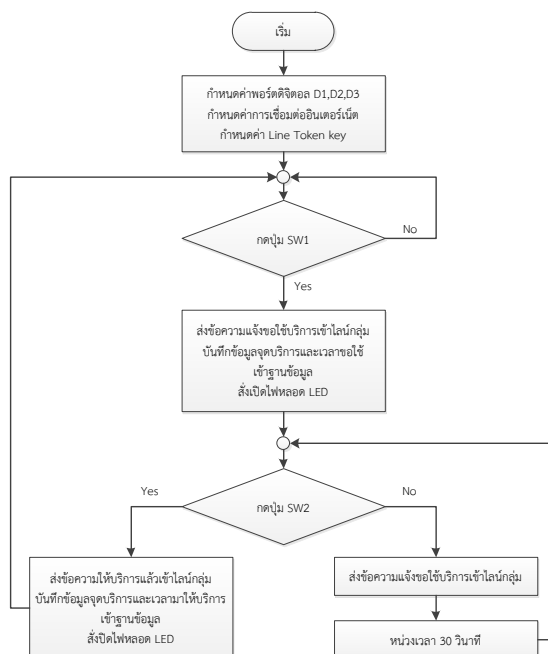 เริ่ม
กำหนดค่าพอร์ตดิจิตอล D1,D2,D3
กำหนดค่าการเชื่อมต่ออินเตอร์เน็ต
กำหนดค่า Line Token key
กดปุ่ม SW1
No
Yes
ส่งข้อความแจ้งขอใช้บริการเข้าไลน์กลุ่ม
บันทึกข้อมูลจุดบริการและเวลาขอใช้
เข้าฐานข้อมูล
สั่งเปิดไฟหลอด LED
กดปุ่ม SW2
Yes
No
ส่งข้อความให้บริการแล้วเข้าไลน์กลุ่ม
บันทึกข้อมูลจุดบริการและเวลามาให้บริการ
เข้าฐานข้อมูล
สั่งปิดไฟหลอด LED
ส่งข้อความแจ้งขอใช้บริการเข้าไลน์กลุ่ม
หน่วงเวลา 30 วินาที